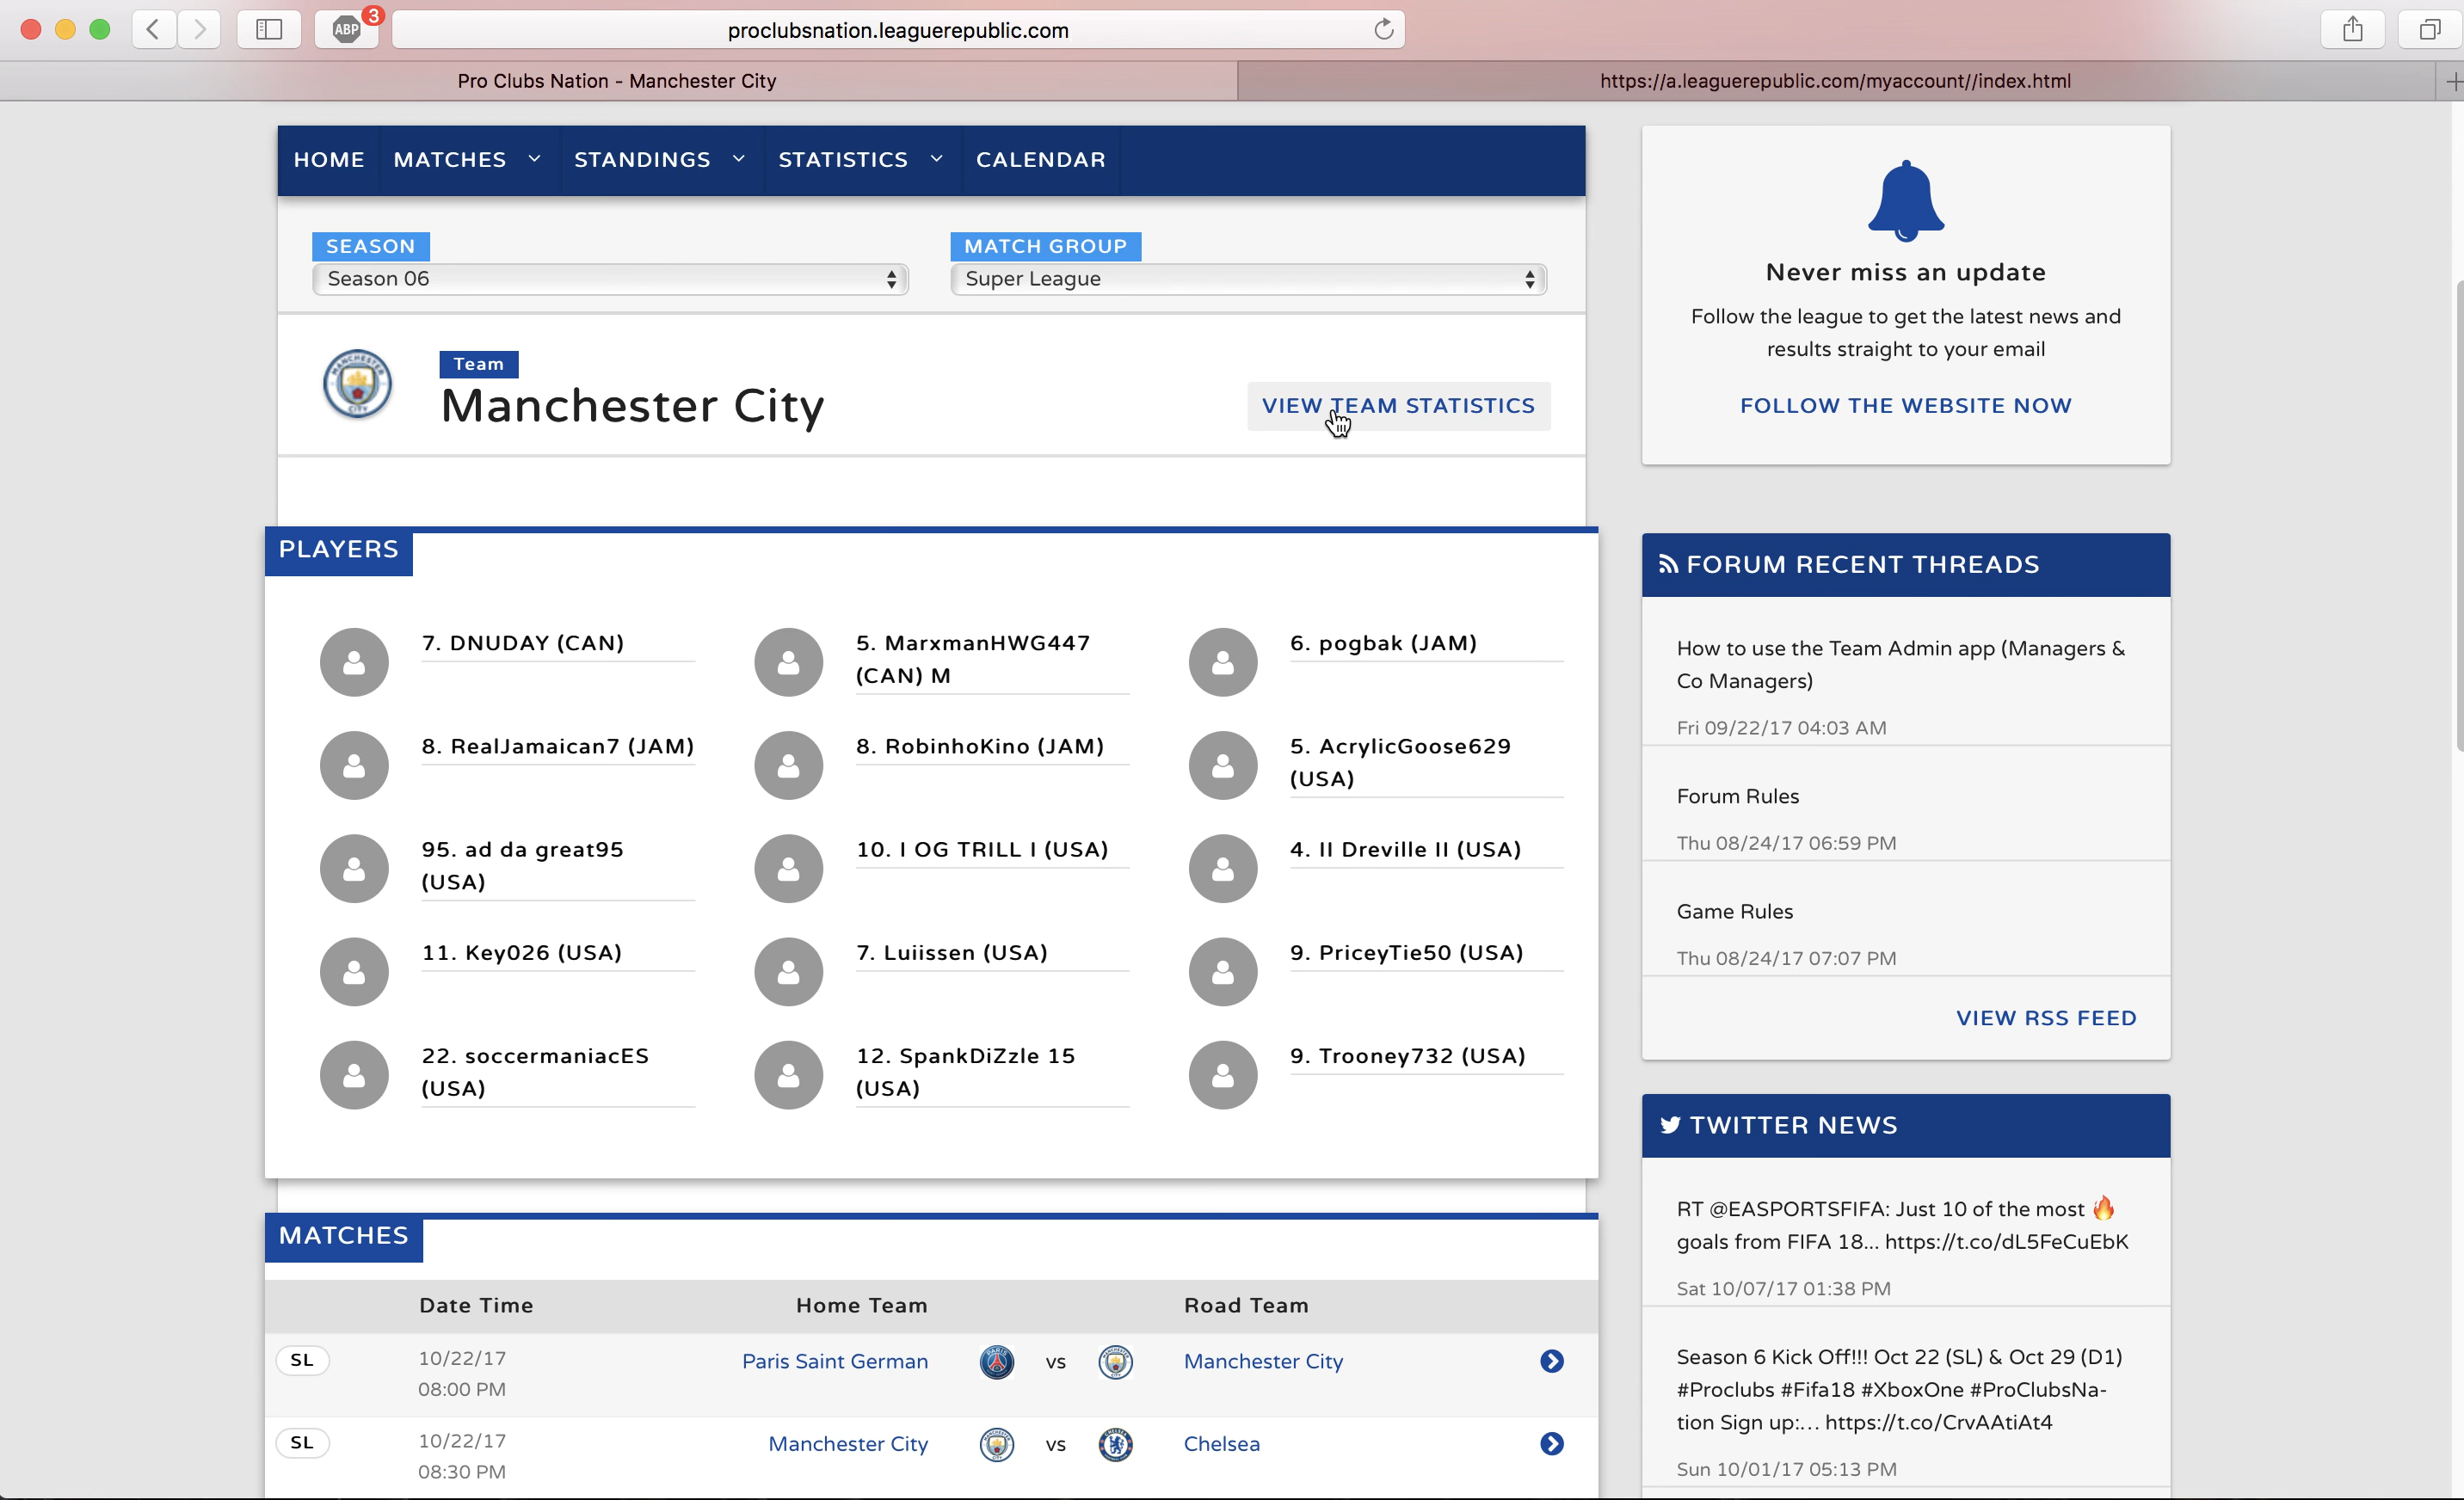 ABP
3
proclubsnation.leaguerepublic.com
Pro Clubs Nation - Manchester City
https://a.leaguerepublic.com/myaccount//index.html
HOME MATCHES STANDINGS STATISTICS CALENDAR
SEASON
Season 06
MATCH GROUP
Super League
Team
Manchester City
VIEW TEAM STATISTICS
PLAYERS
7. DNUDAY (CAN)
5. MarxmanHWG447
(CAN) M
6. pogbak (JAM)
8. RealJamaican7 (JAM)
8. RobinhoKino (JAM)
5. AcrylicGoose629
(USA)
95. ad da great95
(USA)
10. I OG TRILL I (USA)
4. II Dreville II (USA)
11. Key026 (USA)
7. Luiissen (USA)
9. PriceyTie50 (USA)
22. soccermaniacES
(USA)
12. SpankDiZzle 15
(USA)
9. Trooney732 (USA)
MATCHES
Date Time Home Team Road Team
SL 10/22/17 Paris Saint German vs Manchester City
08:00 PM
SL 10/22/17 Manchester City vs Chelsea
08:30 PM
Never miss an update
Follow the league to get the latest news and
results straight to your email
FOLLOW THE WEBSITE NOW
FORUM RECENT THREADS
How to use the Team Admin app (Managers &
Co Managers)
Fri 09/22/17 04:03 AM
Forum Rules
Thu 08/24/17 06:59 PM
Game Rules
Thu 08/24/17 07:07 PM
VIEW RSS FEED
TWITTER NEWS
RT @EASPORTSFIFA: Just 10 of the most 🔥
goals from FIFA 18... https://t.co/dL5FeCuEbK
Sat 10/07/17 01:38 PM
Season 6 Kick Off!!! Oct 22 (SL) & Oct 29 (D1)
#Proclubs #Fifa18 #XboxOne #ProClubsNa-
tion Sign up:... https://t.co/CrvAAtiAt4
Sun 10/01/17 05:13 PM